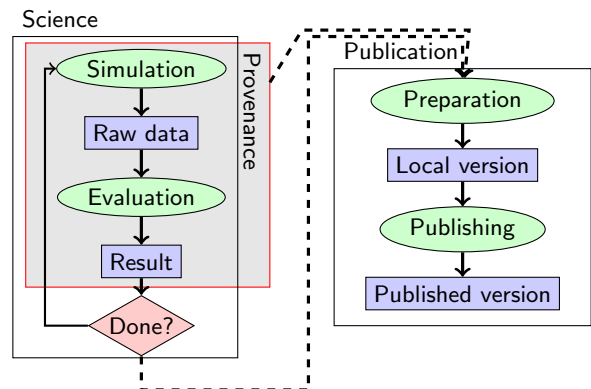 Science
Simulation
Raw data
Evaluation
Result
Done?
Provenance
Publication
Preparation
Local version
Publishing
Published version